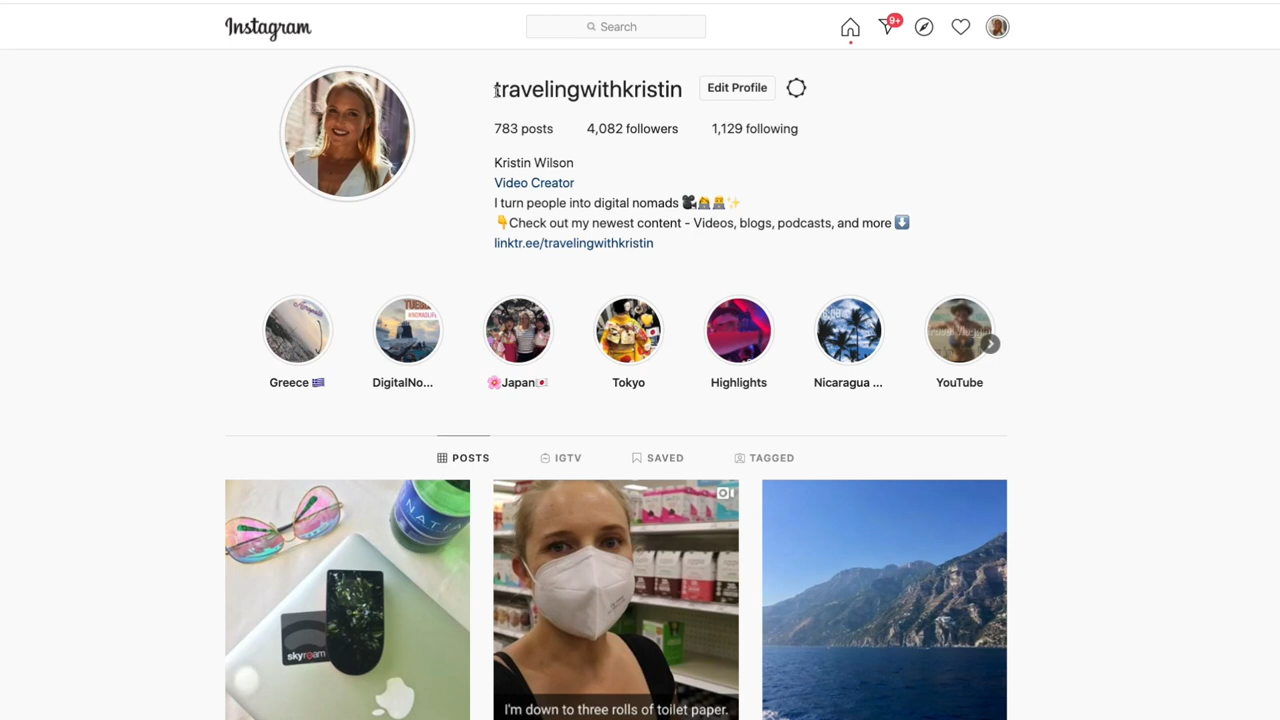 Instagram
Search
9+
travelingwithkristin
Edit Profile
783 posts 4,082 followers 1,129 following
Kristin Wilson
Video Creator
I turn people into digital nomads 🎥🙋👨‍💻✨
👇Check out my newest content - Videos, blogs, podcasts, and more ⬇️
linktr.ee/travelingwithkristin
Greece 🇬🇷
DigitalNo...
🌸Japan🇯🇵
Tokyo
Highlights
Nicaragua ...
YouTube
POSTS IGTV SAVED TAGGED
NATIA
skyroam
I'm down to three rolls of toilet paper.